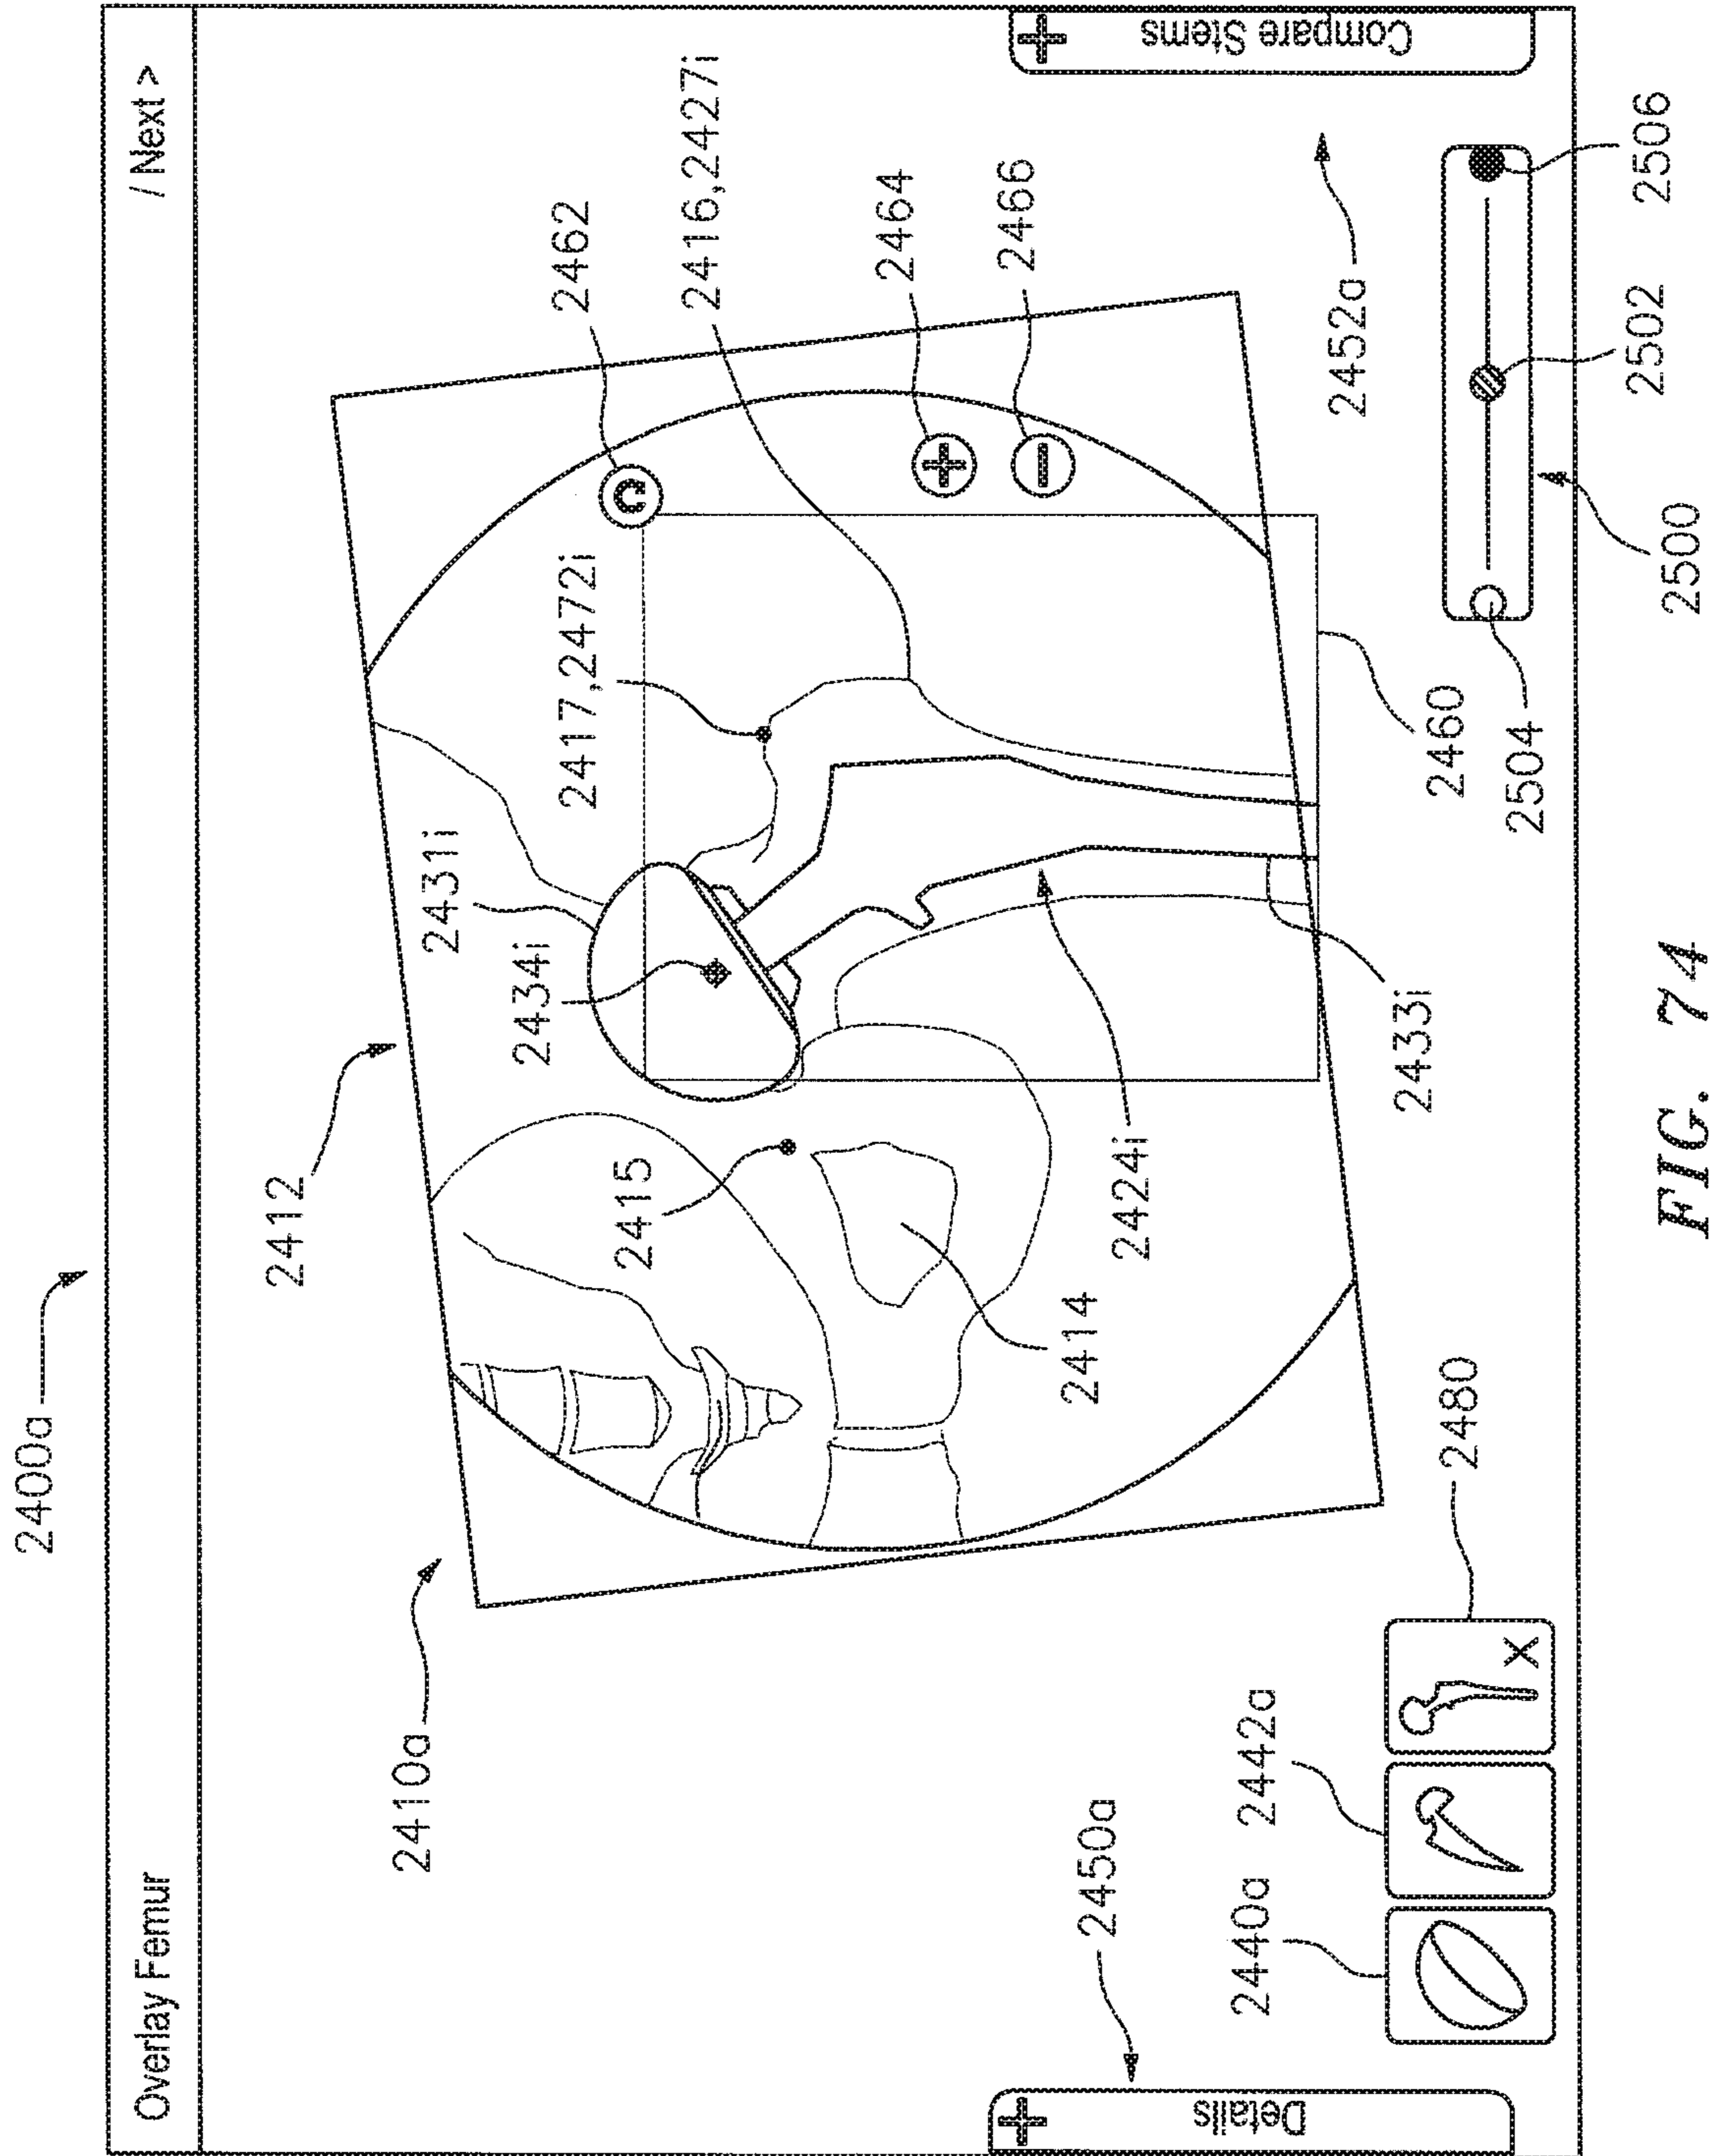 2400a
Overlay Femur
/ Next >
2412
2410a
2431i
2434i
2462
2417,2472i
2415
2416,2427i
2464
2466
2414
2450a
2424i
Details
2440a
2442a
Compare Stems
2452a
2433i
2460
2480
X
2504
2502
2506
2500
FIG. 74